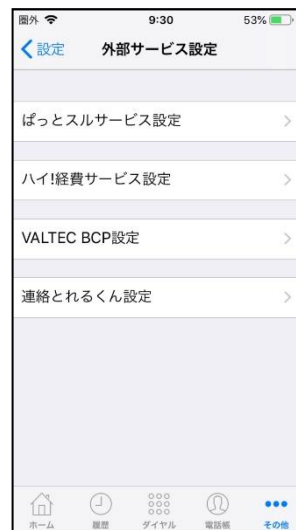 圏外 9:30 53%
設定 外部サービス設定
ぱっとスルサービス設定
ハイ!経費サービス設定
VALTEC BCP設定
連絡とれるくん設定
ホーム 履歴 ダイヤル 電話帳 その他